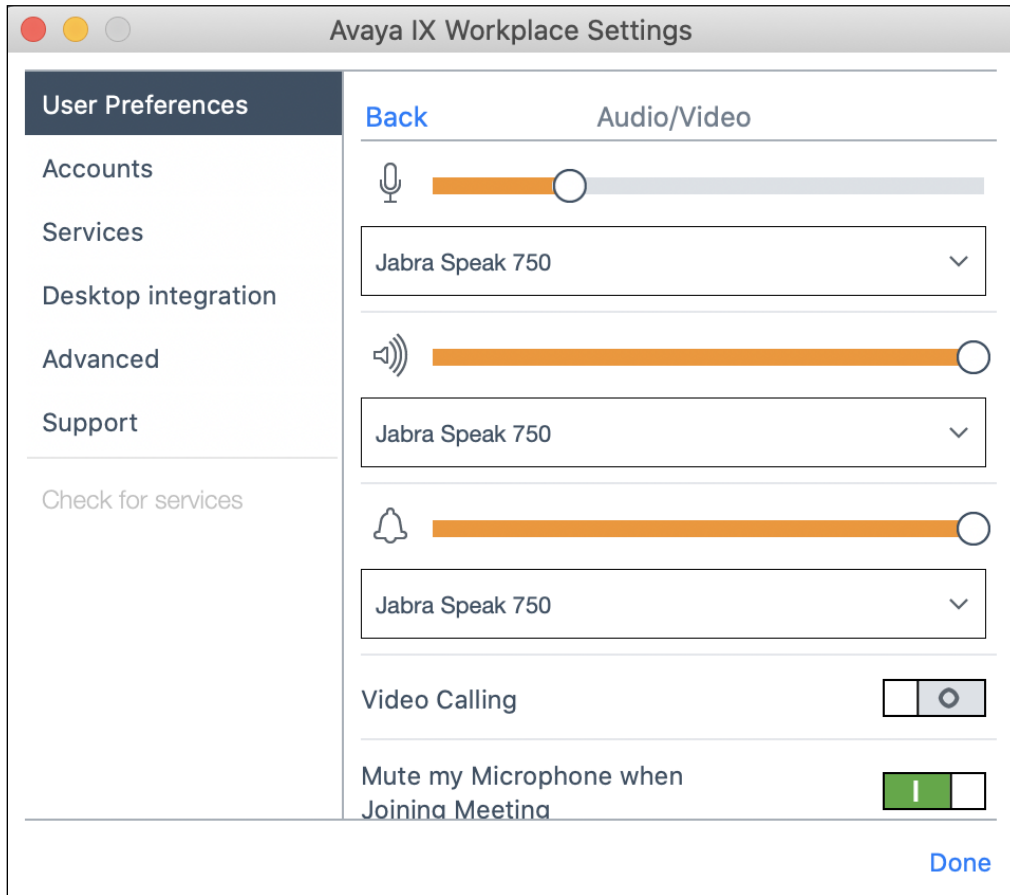 Avaya IX Workplace Settings
User Preferences
Accounts
Services
Desktop integration
Advanced
Support
Check for services
Back
Audio/Video
Jabra Speak 750
Jabra Speak 750
Jabra Speak 750
Video Calling
Mute my Microphone when
Joining Meeting
Done